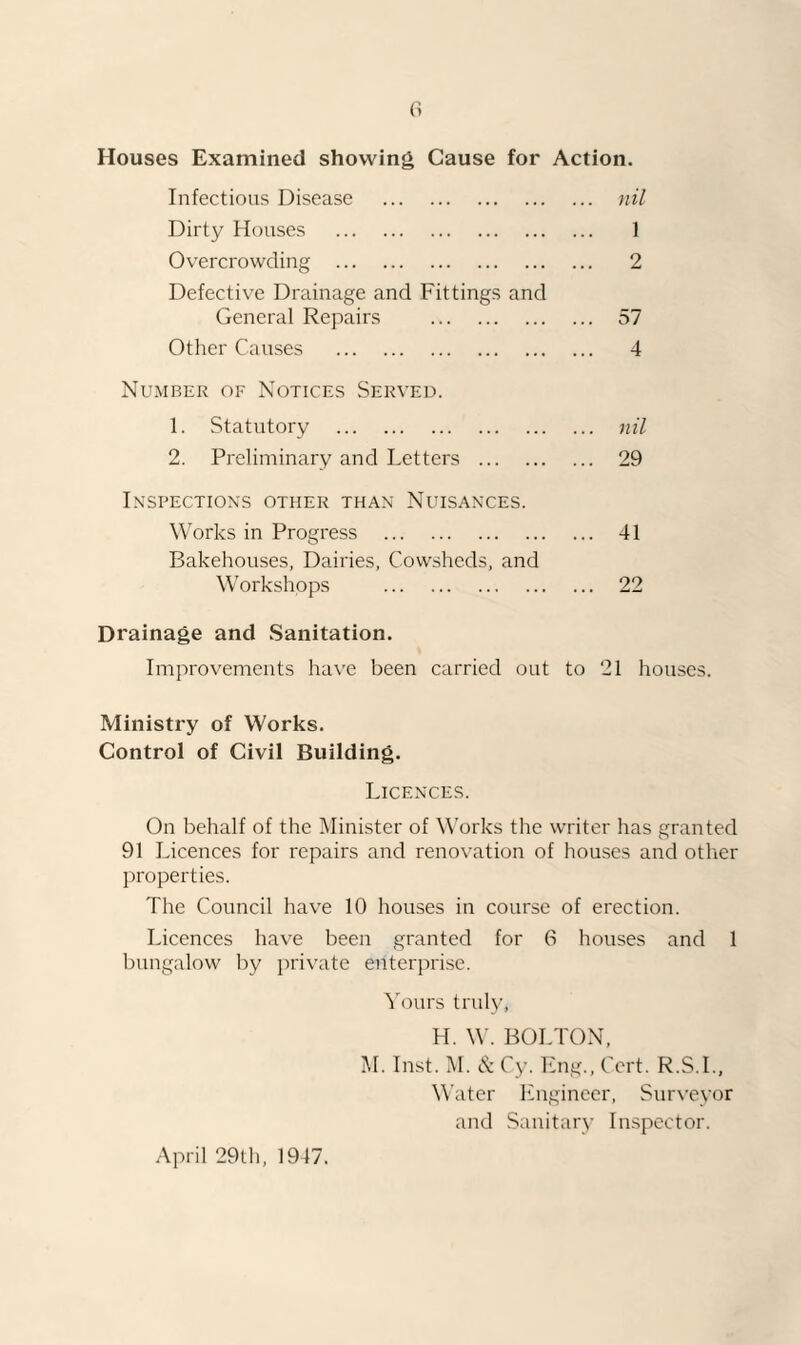 6
Houses Examined showing Cause for Action.
Infectious Disease ... ... ... ... ... nil
Dirty Houses ... ... ... ... ... ... 1
Overcrowding ... ... ... ... ... ... 2
Defective Drainage and Fittings and
General Repairs ... ... ... ... 57
Other Causes ... ... ... ... ... ... 4
Number of Notices Served.
1. Statutory ... ... ... ... ... ... nil
2. Preliminary and Letters ... ... ... 29
Inspections other than Nuisances.
Works in Progress ... ... ... ... ... 41
Bakehouses, Dairies, Cowsheds, and
Workshops ... ... ... ... ... 22
Drainage and Sanitation.
Improvements have been carried out to 21 houses.
Ministry of Works.
Control of Civil Building.
Licences.
On behalf of the Minister of Works the writer has granted
91 Licences for repairs and renovation of houses and other
properties.
The Council have 10 houses in course of erection.
Licences have been granted for 6 houses and 1
bungalow by private enterprise.
Yours truly,
H. W. BOLTON,
M. Inst. M. & Cy. Eng., Cert. R.S.I.,
Water Engineer, Surveyor
and Sanitary Inspector.
April 29th, 1947.